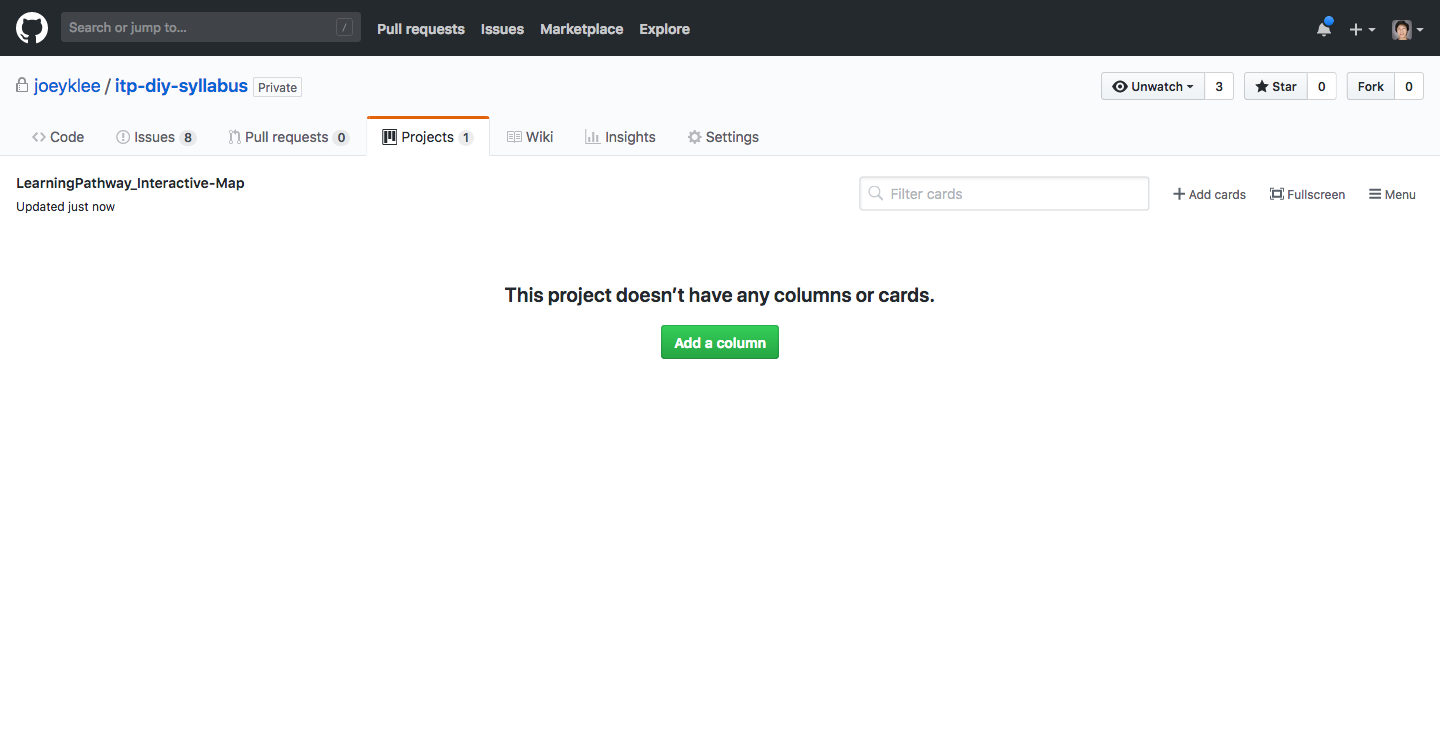 Search or jump to... /
Pull requests Issues Marketplace Explore
joeyklee / itp-diy-syllabus Private
Unwatch 3 Star 0 Fork 0
Code Issues 8 Pull requests 0 Projects 1 Wiki Insights Settings
LearningPathway_Interactive-Map
Updated just now
Filter cards
Add cards Fullscreen Menu
This project doesn’t have any columns or cards.
Add a column